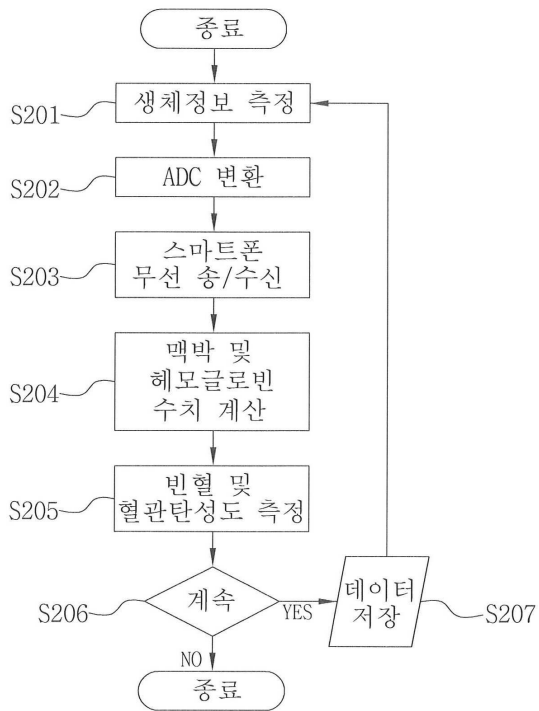 종료
S201
생체정보 측정
S202
ADC 변환
S203
스마트폰
무선 송/수신
S204
맥박 및
헤모글로빈
수치 계산
S205
빈혈 및
혈관탄성도 측정
S206
계속
YES
데이터
저장
S207
NO
종료